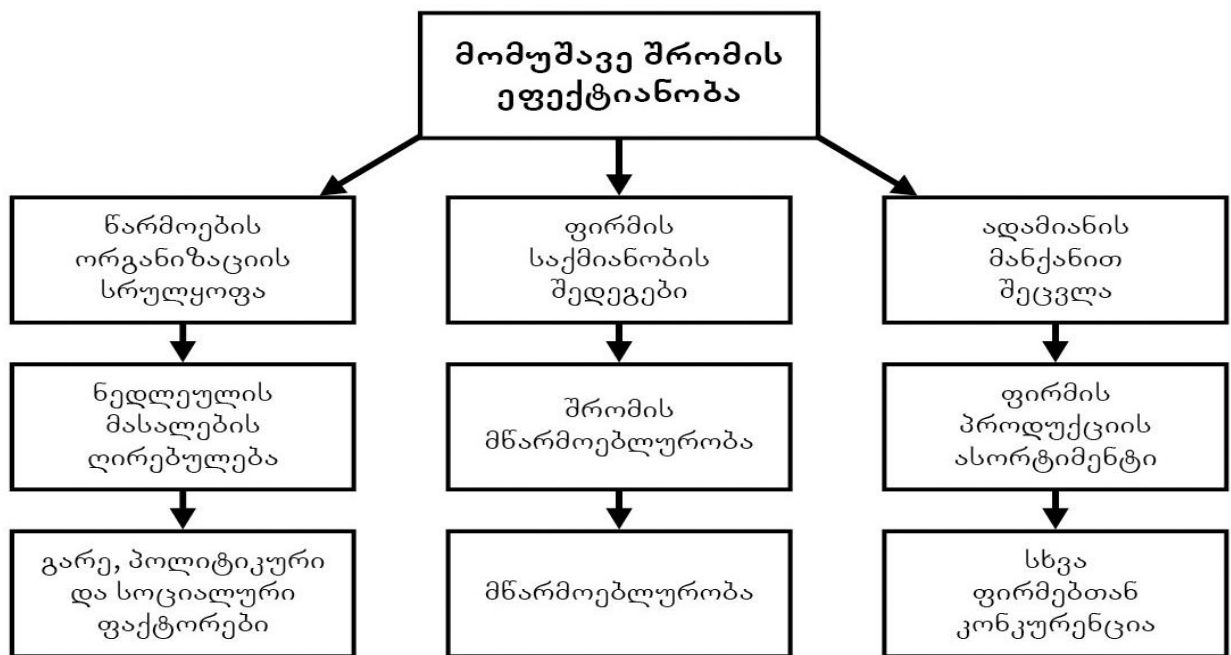 მომუშავე შრომის
ეფექტიანობა
წარმოების
ორგანიზაციის
სრულყოფა
ფირმის
საქმიანობის
შედეგები
ადამიანის
მანქანით
შეცვლა
ნედლეულის
მასალების
ღირებულება
შრომის
მწარმოებლურობა
ფირმის
პროდუქციის
ასორტიმენტი
გარე, პოლიტიკური
და სოციალური
ფაქტორები
მწარმოებლურობა
სხვა
ფირმებთან
კონკურენცია